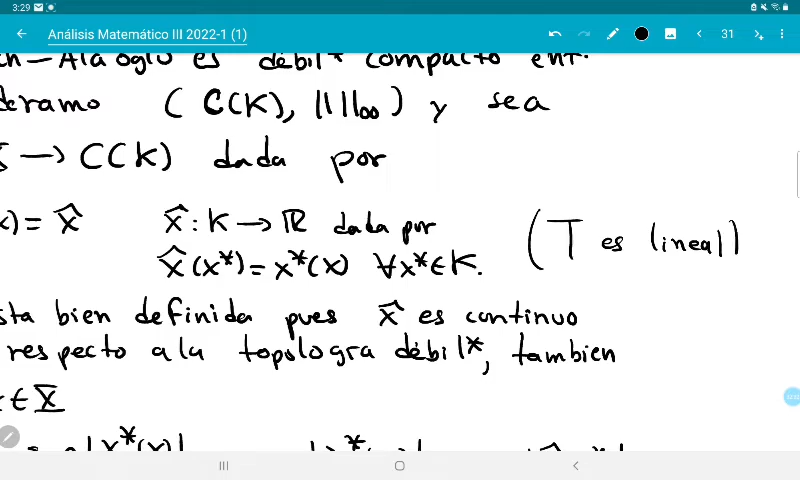 3:29
Análisis Matemático III 2022-1 (1)
31
en-Alaoglu es débil* compacto ent.
deramo (C(K), || ||∞) y sea
→ C(K) dada por
x) = x̂ x̂ : K → ℝ dada por
x̂(x*) = x*(x) ∀x* ∈ K.
(T es lineal)
sta bien definida pues x̂ es continuo
respecto a la topologra débil*, tambien
∈ X
|x*(x)|